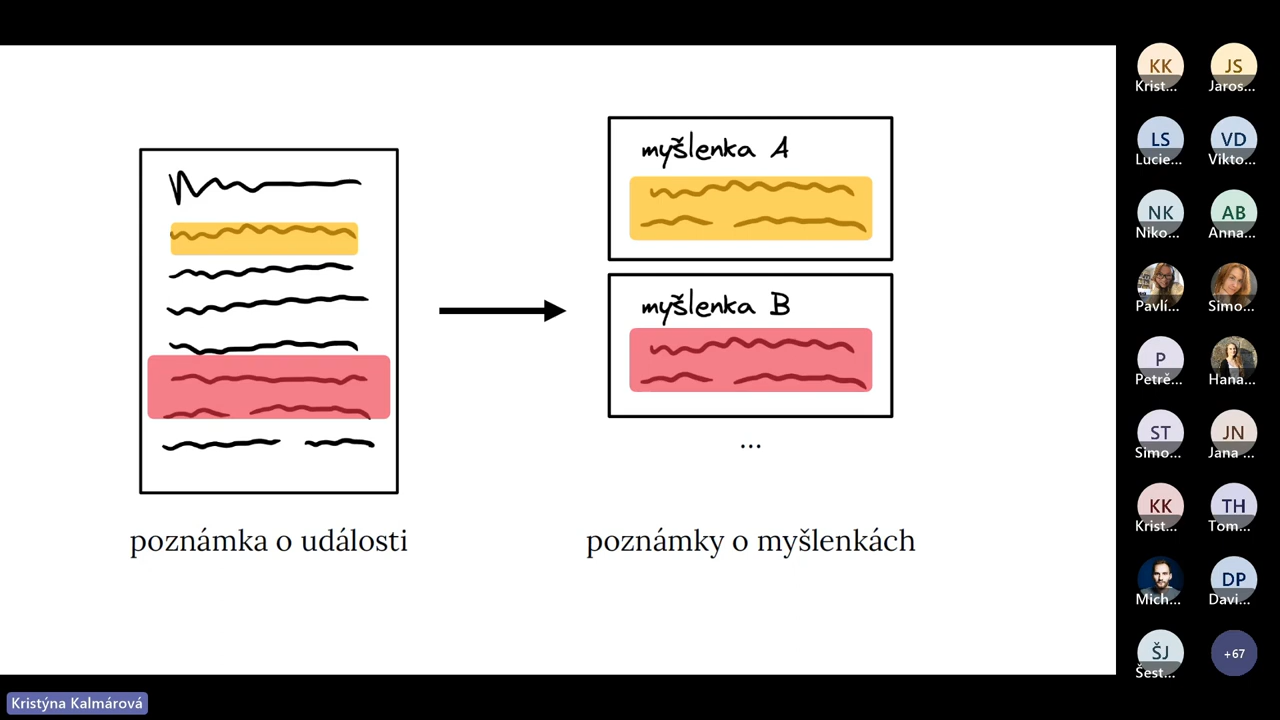 myšlenka A
myšlenka B
...
poznámka o události
poznámky o myšlenkách
KK
Krist...
JS
Jaros...
LS
Lucie...
VD
Vikto...
NK
Niko...
AB
Anna...
Pavlí...
Simo...
P
Petrě...
Hana...
ST
Simo...
JN
Jana ...
KK
Krist...
TH
Tom...
Mich...
DP
Davi...
ŠJ
Šest...
+67
Kristýna Kalmárová